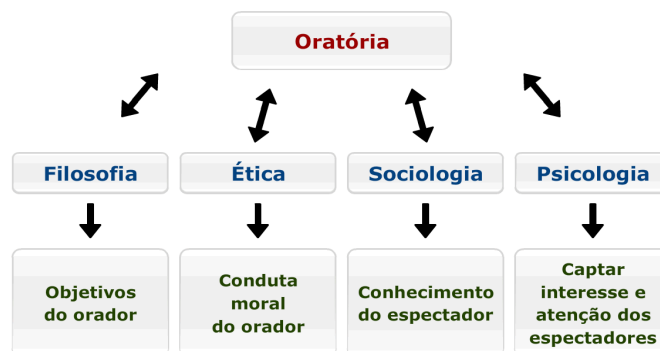 Oratória
Filosofia
Ética
Sociologia
Psicologia
Objetivos
do orador
Conduta
moral
do orador
Conhecimento
do espectador
Captar
interesse e
atenção dos
espectadores